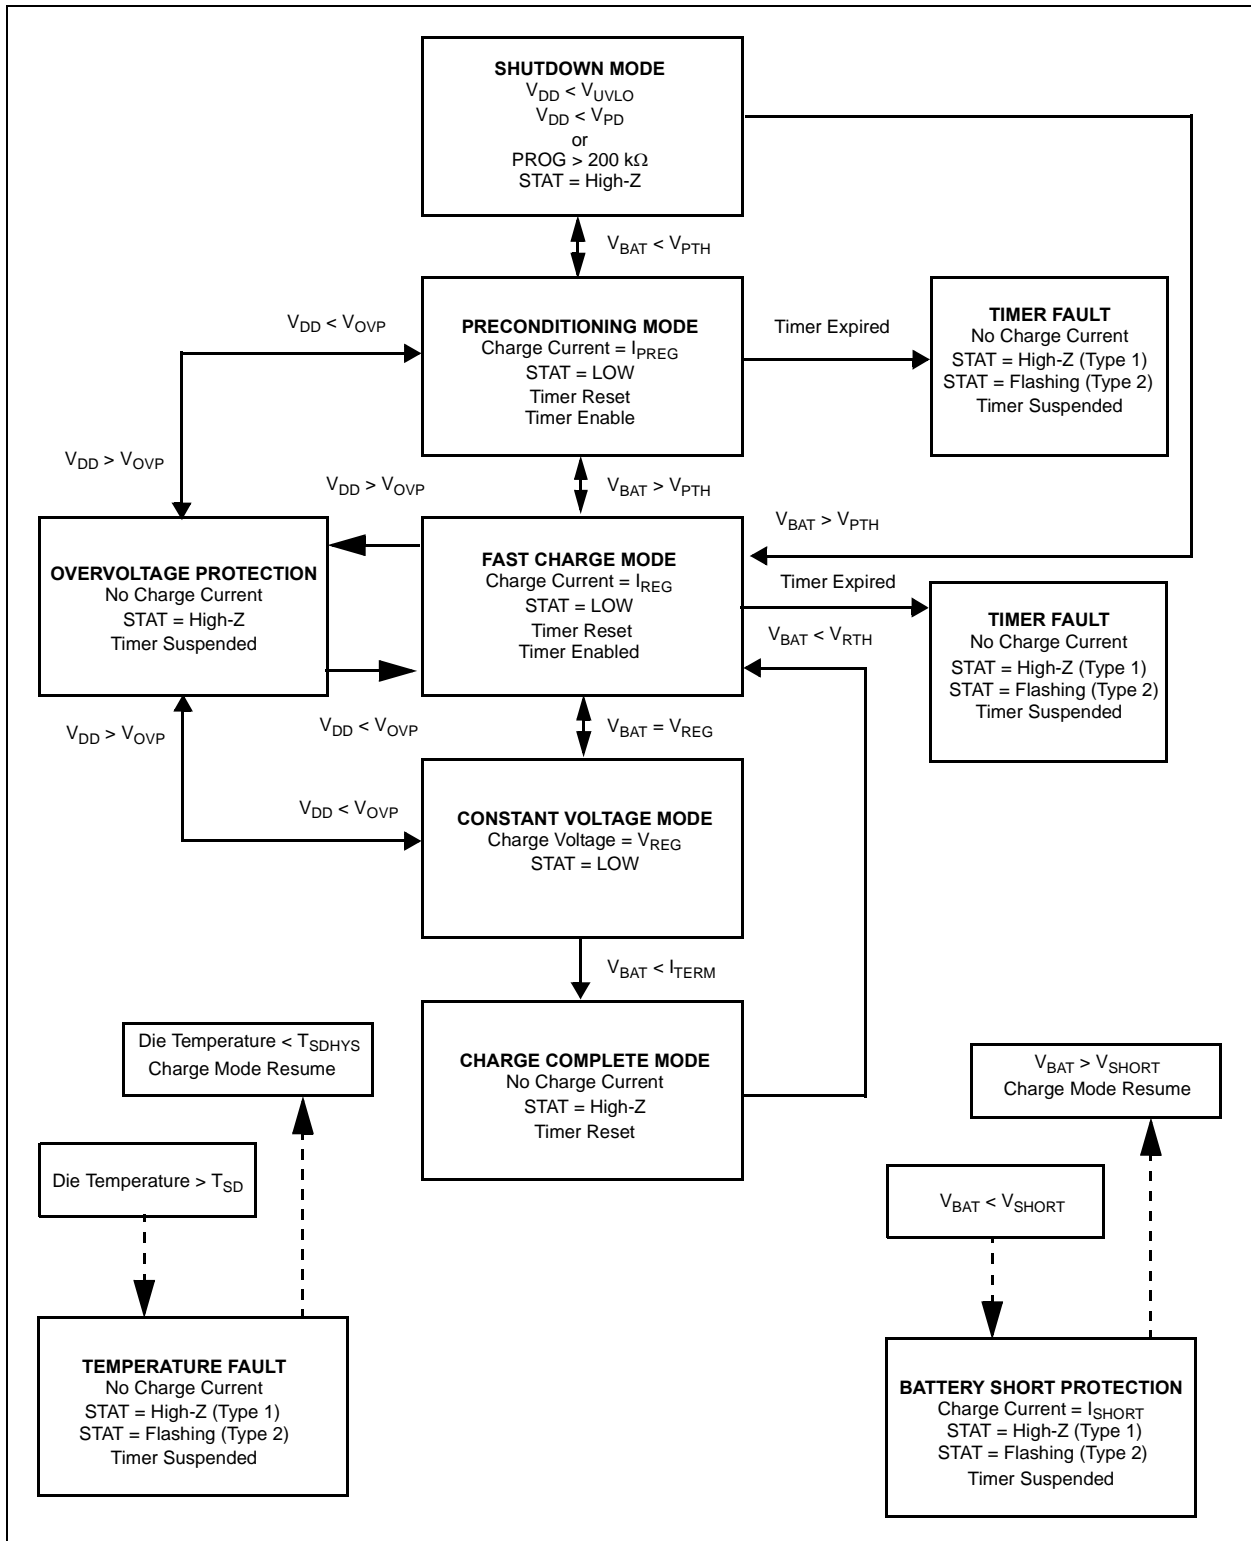 SHUTDOWN MODE
VDD < VUVLO
VDD < VPD
or
PROG > 200 kΩ
STAT = High-Z
VBAT < VPTH
VDD < VOVP
PRECONDITIONING MODE
Charge Current = IPREG
STAT = LOW
Timer Reset
Timer Enable
Timer Expired
TIMER FAULT
No Charge Current
STAT = High-Z (Type 1)
STAT = Flashing (Type 2)
Timer Suspended
VDD > VOVP
VDD > VOVP
VBAT > VPTH
VBAT > VPTH
OVERVOLTAGE PROTECTION
No Charge Current
STAT = High-Z
Timer Suspended
FAST CHARGE MODE
Charge Current = IREG
STAT = LOW
Timer Reset
Timer Enabled
Timer Expired
VBAT < VRTH
TIMER FAULT
No Charge Current
STAT = High-Z (Type 1)
STAT = Flashing (Type 2)
Timer Suspended
VDD > VOVP
VDD < VOVP
VBAT = VREG
VDD < VOVP
CONSTANT VOLTAGE MODE
Charge Voltage = VREG
STAT = LOW
VBAT < ITERM
CHARGE COMPLETE MODE
No Charge Current
STAT = High-Z
Timer Reset
Die Temperature < TSDHYS
Charge Mode Resume
VBAT > VSHORT
Charge Mode Resume
Die Temperature > TSD
VBAT < VSHORT
TEMPERATURE FAULT
No Charge Current
STAT = High-Z (Type 1)
STAT = Flashing (Type 2)
Timer Suspended
BATTERY SHORT PROTECTION
Charge Current = ISHORT
STAT = High-Z (Type 1)
STAT = Flashing (Type 2)
Timer Suspended